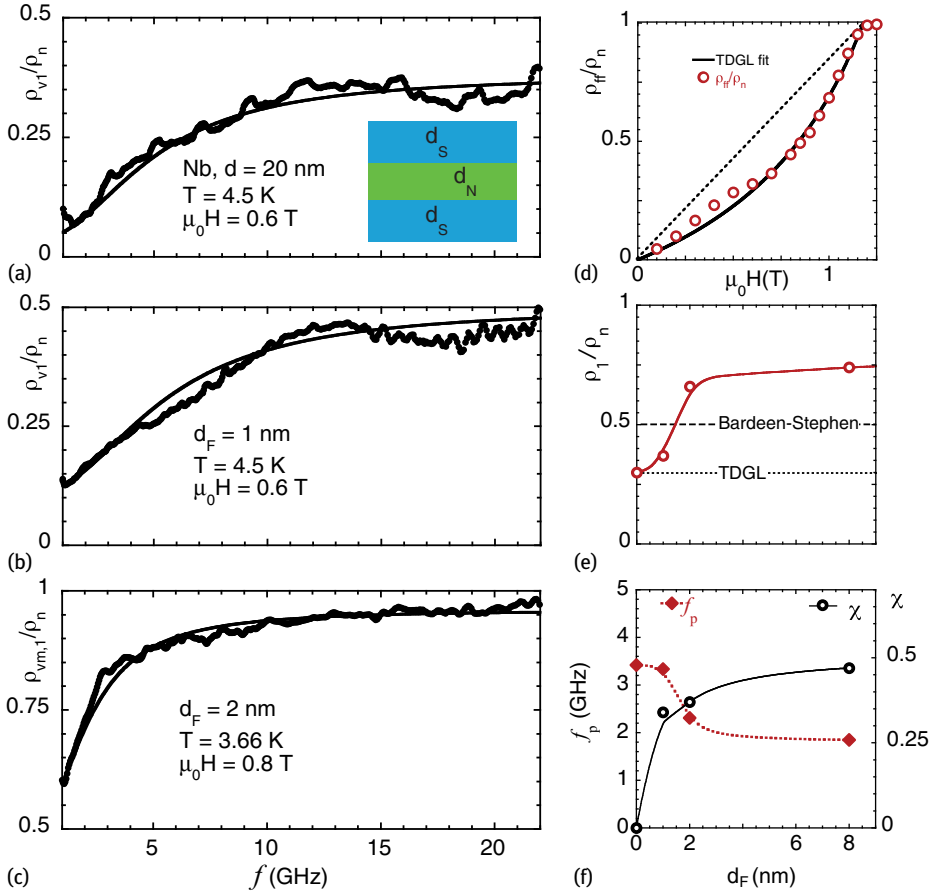 0.5
0.25
0
ρv1/ρn
Nb, d = 20 nm
T = 4.5 K
μ0H = 0.6 T
dS
dN
dS
(a)
0.5
0.25
0
ρv1/ρn
dF = 1 nm
T = 4.5 K
μ0H = 0.6 T
(b)
1
0.75
0.5
ρvm,1/ρn
dF = 2 nm
T = 3.66 K
μ0H = 0.8 T
5 10 15 20
f (GHz)
(c)
1
0.5
0
ρff/ρn
TDGL fit
ρff/ρn
0 1
μ0H(T)
(d)
1
0.5
0
ρ1/ρn
Bardeen-Stephen
TDGL
(e)
5
4
3
2
1
0
fp (GHz)
fp
χ
χ
0.5
0.25
0
0 2 4 6 8
dF (nm)
(f)